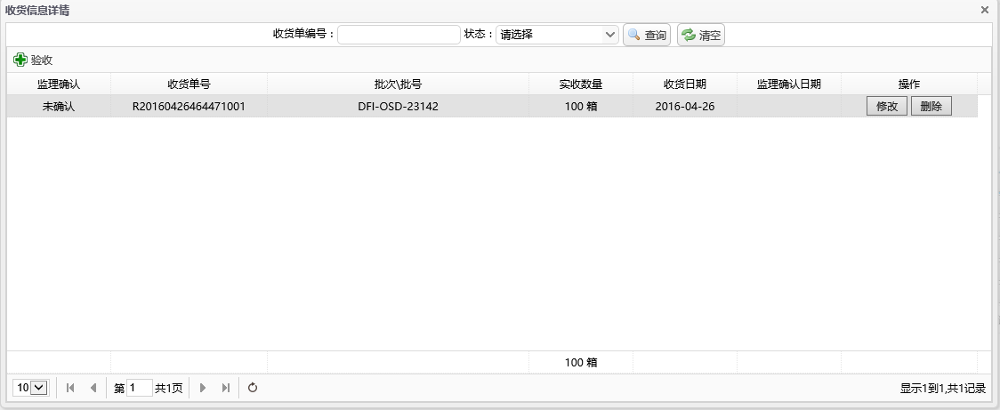 收货信息详情
收货单编号： 状态： 请选择 查询 清空
验收
监理确认 收货单号 批次\批号 实收数量 收货日期 监理确认日期 操作
未确认 R20160426464471001 DFI-OSD-23142 100 箱 2016-04-26 修改 删除
100 箱
10 第 1 共1页 显示1到1,共1记录